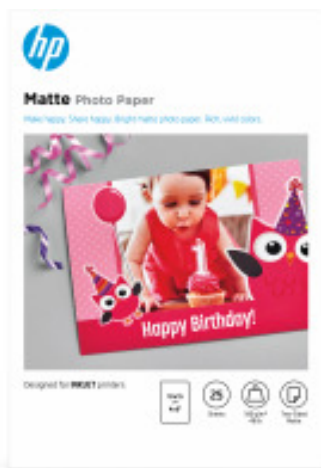 hp
Matte Photo Paper
Make happy. Share happy. Bright matte photo paper. Rich, vivid colors.
1
Happy Birthday!
Designed for INKJET printers.
25